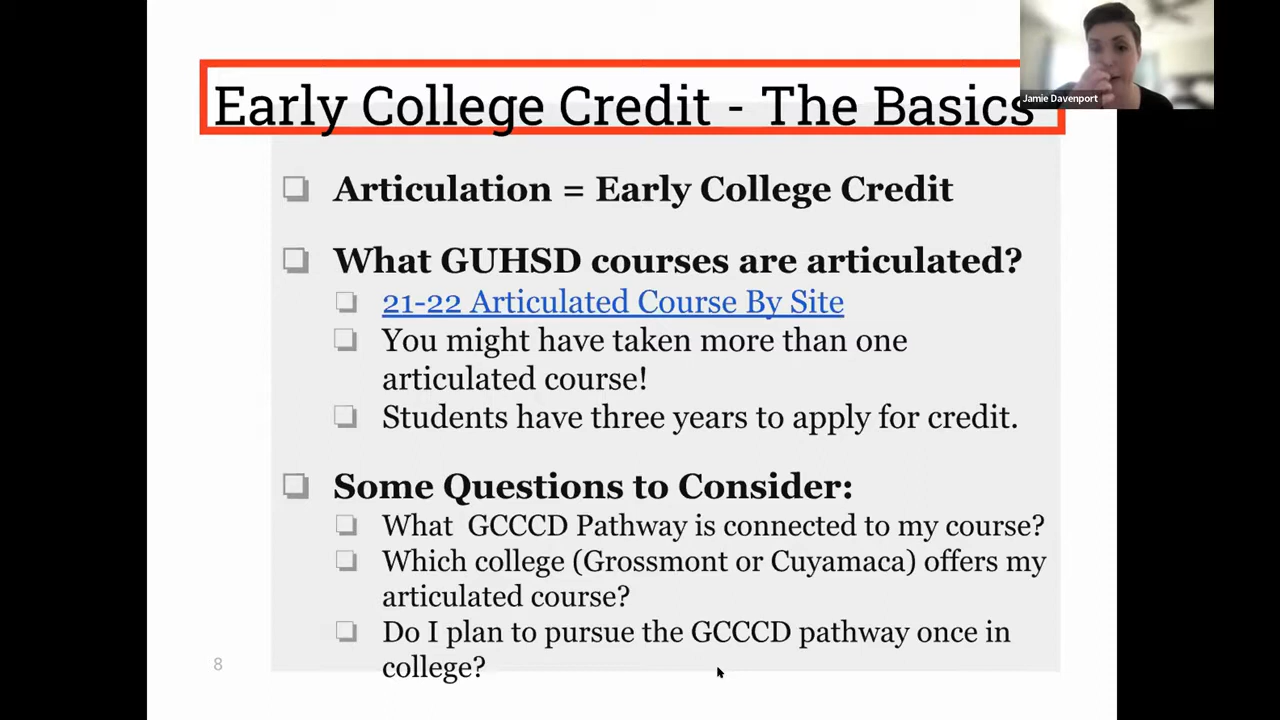 Early College Credit - The Basics
Jamie Davenport
Articulation = Early College Credit
What GUHSD courses are articulated?
21-22 Articulated Course By Site
You might have taken more than one
articulated course!
Students have three years to apply for credit.
Some Questions to Consider:
What GCCCD Pathway is connected to my course?
Which college (Grossmont or Cuyamaca) offers my
articulated course?
Do I plan to pursue the GCCCD pathway once in
college?
8